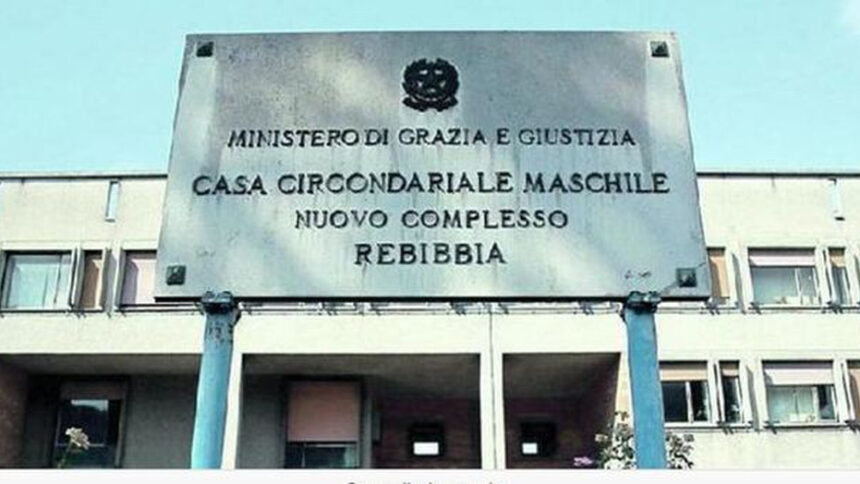 MINISTERO DI GRAZIA E GIUSTIZIA
CASA CIRCONDARIALE MASCHILE
NUOVO COMPLESSO
REBIBBIA